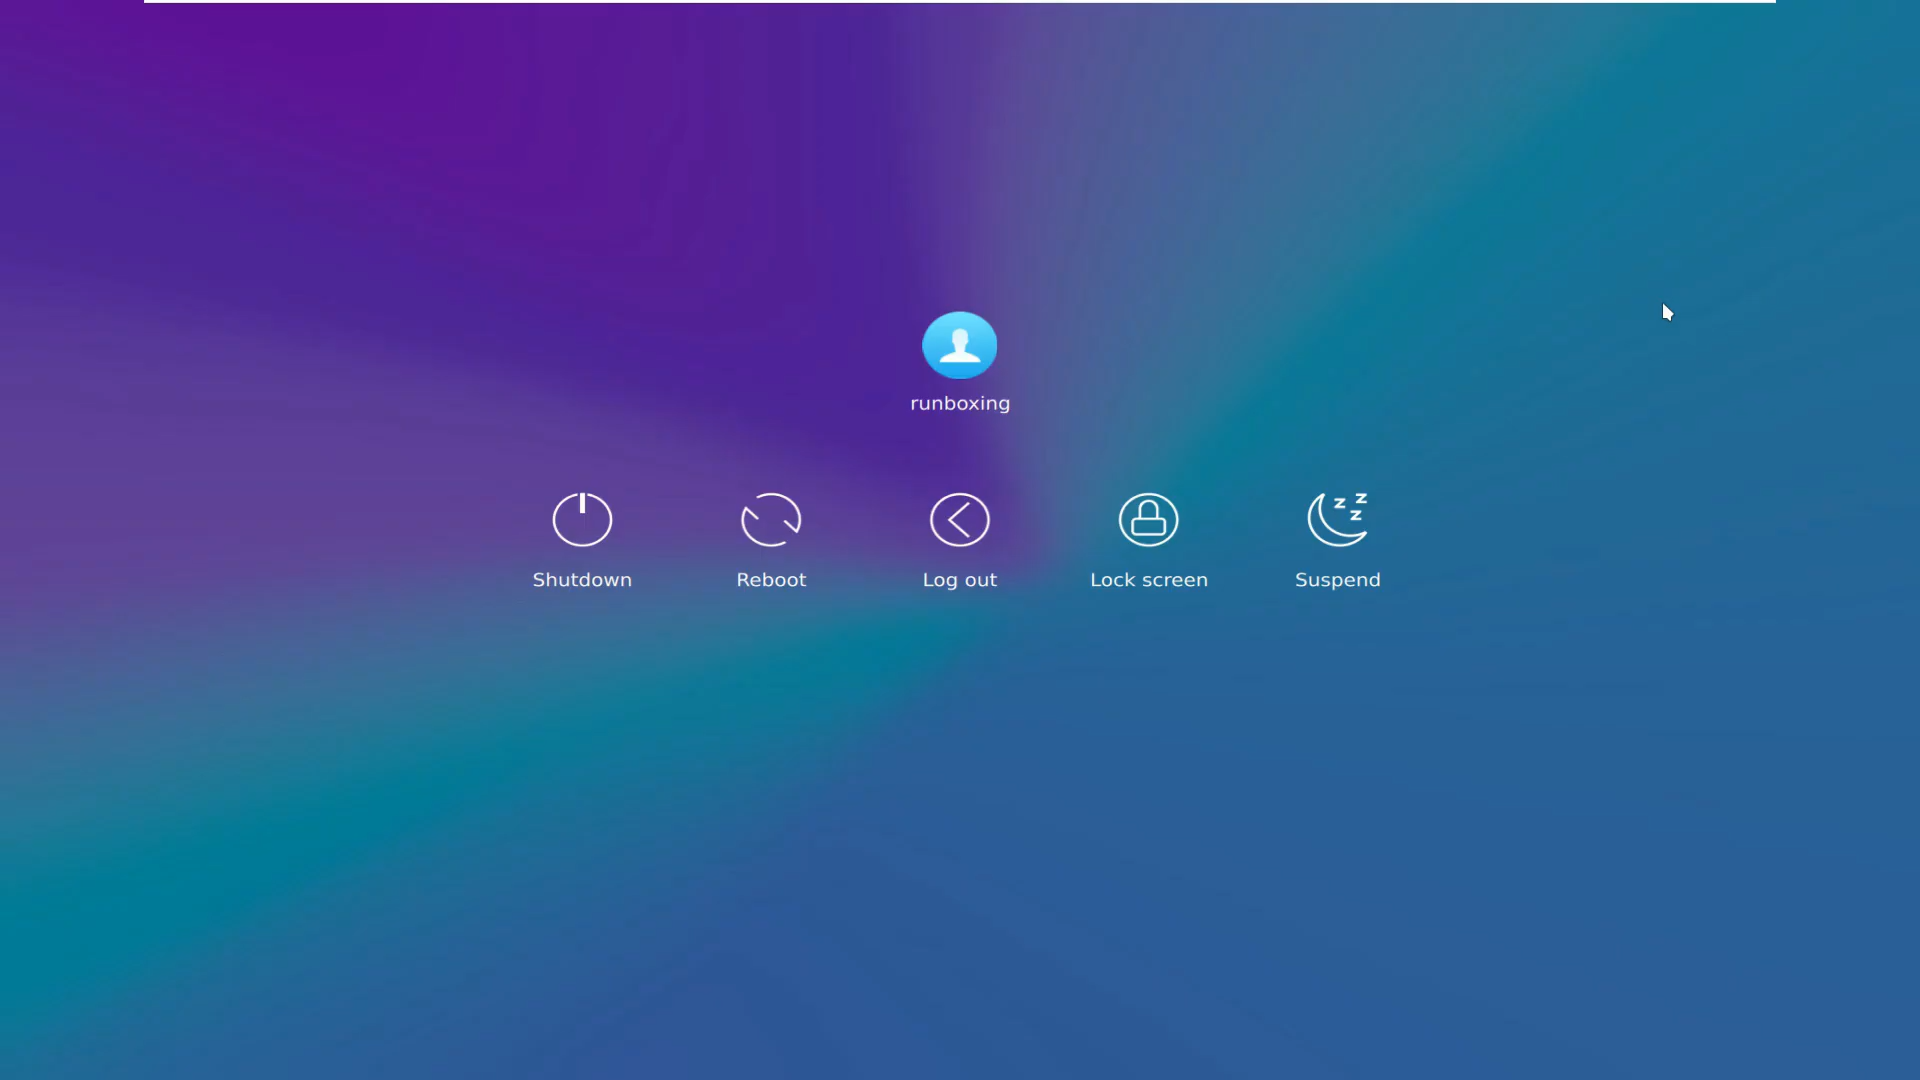 runboxing
Shutdown
Reboot
Log out
Lock screen
Suspend